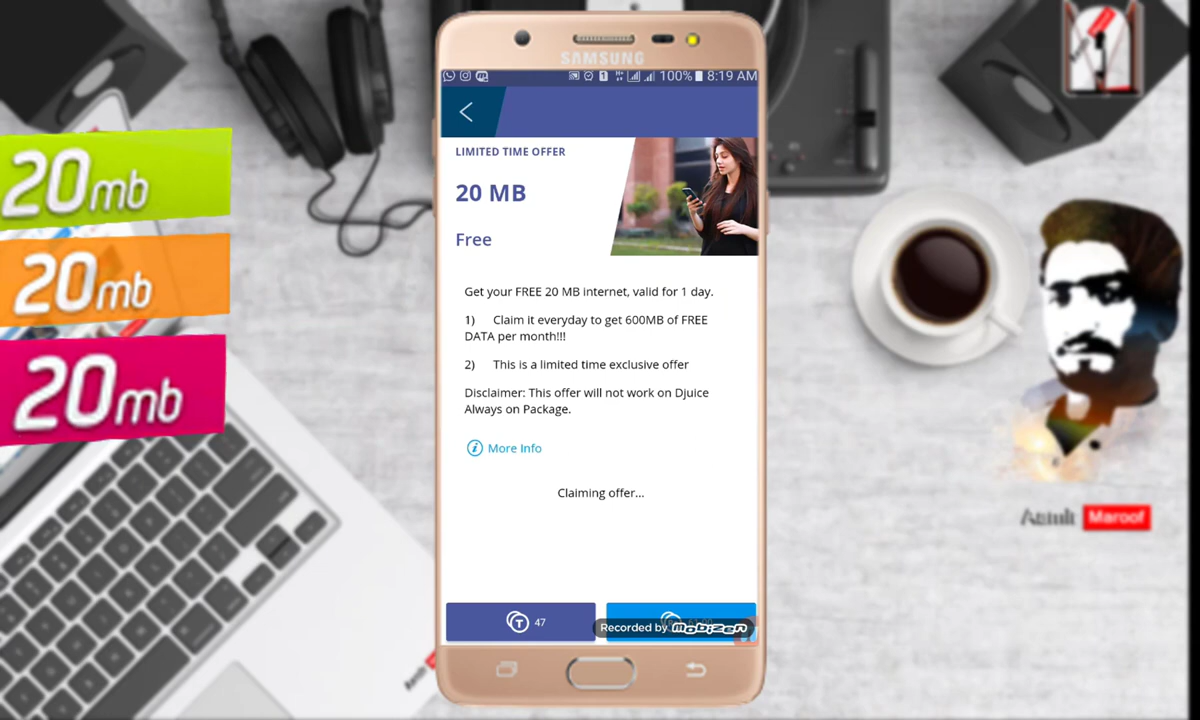 20mb
20mb
20mb
SAMSUNG
100% 8:19 AM
LIMITED TIME OFFER
20 MB
Free
Get your FREE 20 MB internet, valid for 1 day.
1) Claim it everyday to get 600MB of FREE
DATA per month!!!
2) This is a limited time exclusive offer
Disclaimer: This offer will not work on Djuice
Always on Package.
More Info
Claiming offer...
T 47
Recorded by MOBIZEN
Maroof